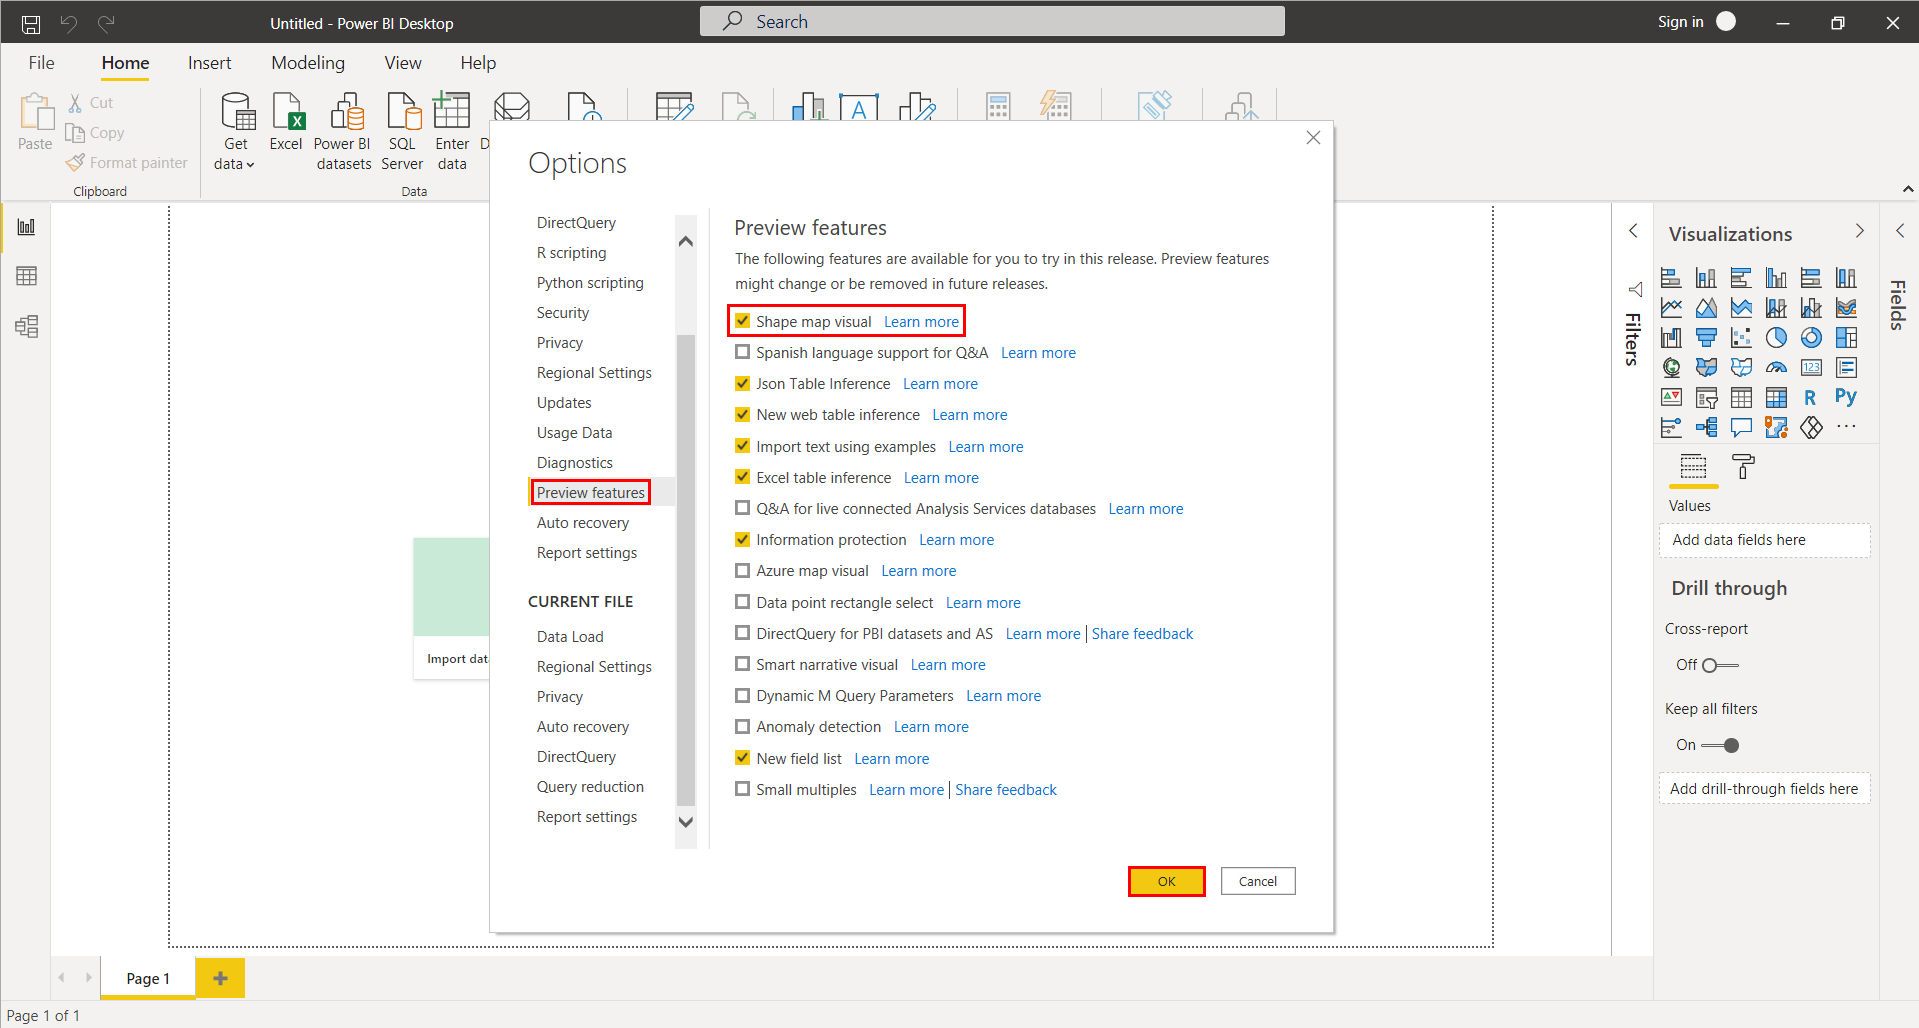 Untitled - Power BI Desktop
Search
Sign in
File Home Insert Modeling View Help
Paste
Cut
Copy
Format painter
Clipboard
Get data
Excel
Power BI datasets
SQL Server
Enter data
D
Data
A
Options
DirectQuery
R scripting
Python scripting
Security
Privacy
Regional Settings
Updates
Usage Data
Diagnostics
Preview features
Auto recovery
Report settings
CURRENT FILE
Data Load
Regional Settings
Privacy
Auto recovery
DirectQuery
Query reduction
Report settings
Preview features
The following features are available for you to try in this release. Preview features
might change or be removed in future releases.
Shape map visual Learn more
Spanish language support for Q&A Learn more
Json Table Inference Learn more
New web table inference Learn more
Import text using examples Learn more
Excel table inference Learn more
Q&A for live connected Analysis Services databases Learn more
Information protection Learn more
Azure map visual Learn more
Data point rectangle select Learn more
DirectQuery for PBI datasets and AS Learn more | Share feedback
Smart narrative visual Learn more
Dynamic M Query Parameters Learn more
Anomaly detection Learn more
New field list Learn more
Small multiples Learn more | Share feedback
OK Cancel
Import dat
Filters
Visualizations
123
R Py
Values
Add data fields here
Drill through
Cross-report
Off
Keep all filters
On
Add drill-through fields here
Fields
Page 1
Page 1 of 1